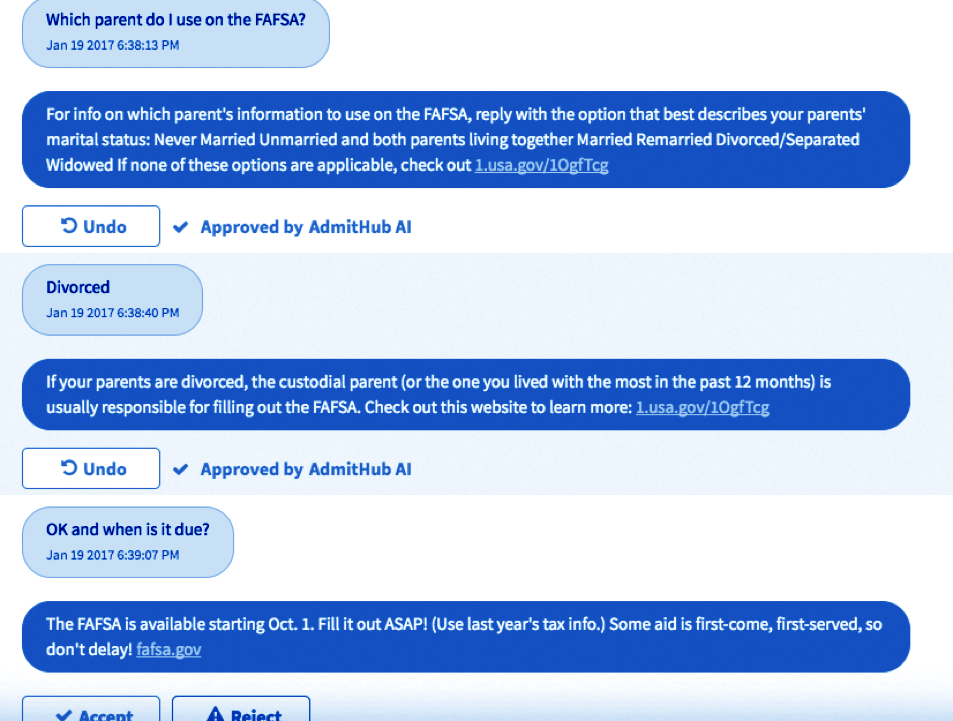 Which parent do I use on the FAFSA?
Jan 19 2017 6:38:13 PM
For info on which parent's information to use on the FAFSA, reply with the option that best describes your parents'
marital status: Never Married Unmarried and both parents living together Married Remarried Divorced/Separated
Widowed If none of these options are applicable, check out 1.usa.gov/1OgfTcg
Undo
Approved by AdmitHub AI
Divorced
Jan 19 2017 6:38:40 PM
If your parents are divorced, the custodial parent (or the one you lived with the most in the past 12 months) is
usually responsible for filling out the FAFSA. Check out this website to learn more: 1.usa.gov/1OgfTcg
Undo
Approved by AdmitHub AI
OK and when is it due?
Jan 19 2017 6:39:07 PM
The FAFSA is available starting Oct. 1. Fill it out ASAP! (Use last year's tax info.) Some aid is first-come, first-served, so
don't delay! fafsa.gov
Accept
Reject